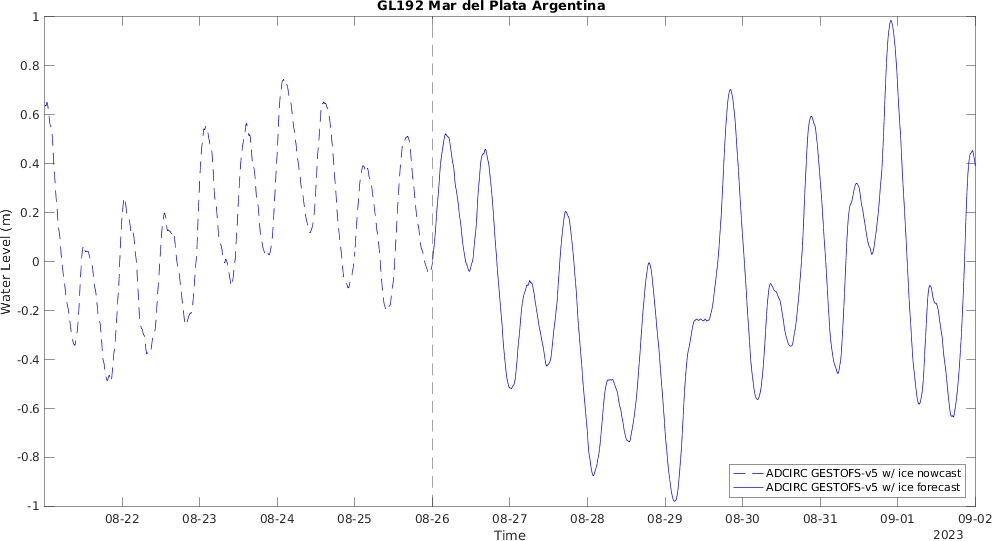 GL192 Mar del Plata Argentina
Water Level (m)
1
0.8
0.6
0.4
0.2
0
-0.2
-0.4
-0.6
-0.8
-1
ADCIRC GESTOFS-v5 w/ ice nowcast
ADCIRC GESTOFS-v5 w/ ice forecast
08-22 08-23 08-24 08-25 08-26 08-27 08-28 08-29 08-30 08-31 09-01 09-02
Time
2023